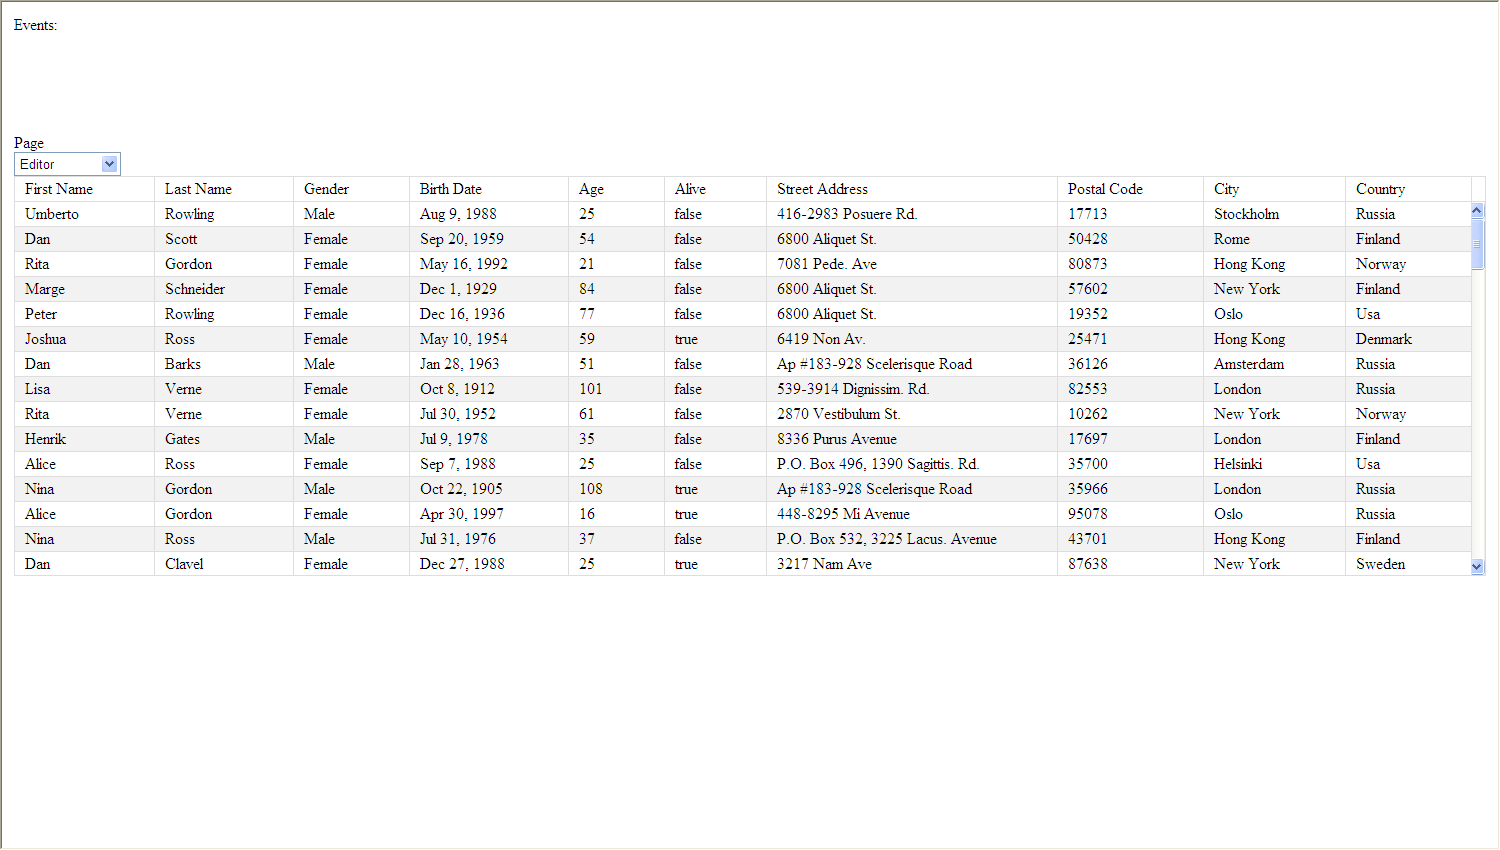 Events:
Page
Editor
First Name Last Name Gender Birth Date Age Alive Street Address Postal Code City Country
Umberto Rowling Male Aug 9, 1988 25 false 416-2983 Posuere Rd. 17713 Stockholm Russia
Dan Scott Female Sep 20, 1959 54 false 6800 Aliquet St. 50428 Rome Finland
Rita Gordon Female May 16, 1992 21 false 7081 Pede. Ave 80873 Hong Kong Norway
Marge Schneider Female Dec 1, 1929 84 false 6800 Aliquet St. 57602 New York Finland
Peter Rowling Female Dec 16, 1936 77 false 6800 Aliquet St. 19352 Oslo Usa
Joshua Ross Female May 10, 1954 59 true 6419 Non Av. 25471 Hong Kong Denmark
Dan Barks Male Jan 28, 1963 51 false Ap #183-928 Scelerisque Road 36126 Amsterdam Russia
Lisa Verne Female Oct 8, 1912 101 false 539-3914 Dignissim. Rd. 82553 London Russia
Rita Verne Female Jul 30, 1952 61 false 2870 Vestibulum St. 10262 New York Norway
Henrik Gates Male Jul 9, 1978 35 false 8336 Purus Avenue 17697 London Finland
Alice Ross Female Sep 7, 1988 25 false P.O. Box 496, 1390 Sagittis. Rd. 35700 Helsinki Usa
Nina Gordon Male Oct 22, 1905 108 true Ap #183-928 Scelerisque Road 35966 London Russia
Alice Gordon Female Apr 30, 1997 16 true 448-8295 Mi Avenue 95078 Oslo Russia
Nina Ross Male Jul 31, 1976 37 false P.O. Box 532, 3225 Lacus. Avenue 43701 Hong Kong Finland
Dan Clavel Female Dec 27, 1988 25 true 3217 Nam Ave 87638 New York Sweden